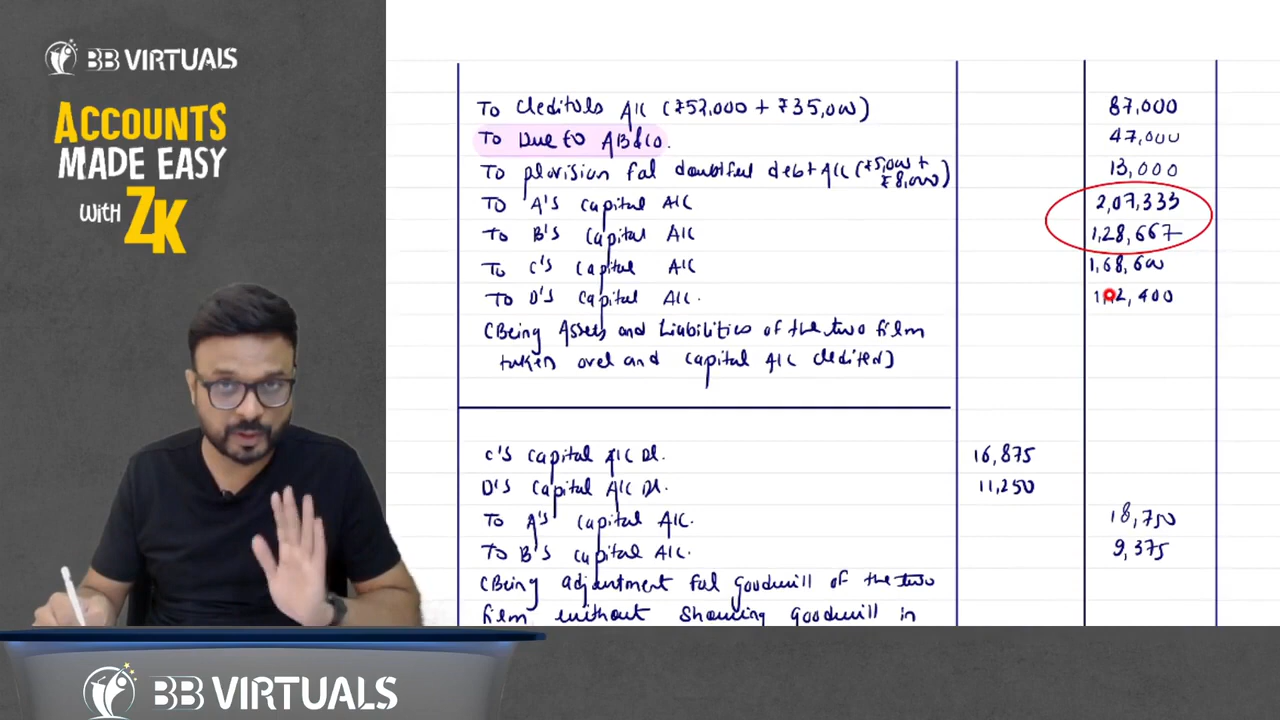 BB VIRTUALS
ACCOUNTS
MADE EASY
WITH ZK
To Creditors A/C (₹52,000 + ₹35,000) 87,000
To Due to AB & Co. 47,000
To provision for doubtful debt A/C (₹5,000 + ₹8,000) 13,000
To A's Capital A/C 2,07,333
To B's Capital A/C 1,28,667
To C's Capital A/C 1,68,600
To D's Capital A/C. 2,400
(Being Assets and Liabilities of the two firm
taken over and Capital A/C credited)
C's Capital A/C Dr. 16,875
D's Capital A/C Dr. 11,250
To A's Capital A/C. 18,750
To B's Capital A/C. 9,375
(Being adjustment for goodwill of the two
firm without showing goodwill in
BB VIRTUALS